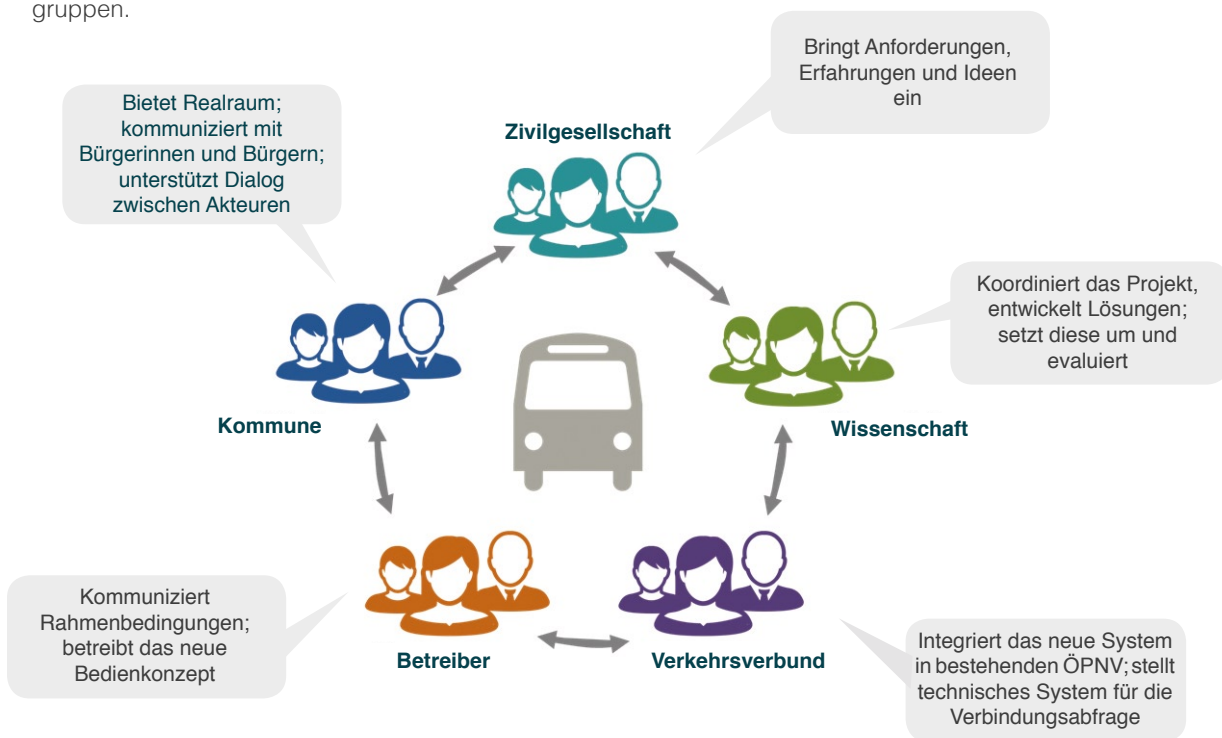 gruppen.
Bringt Anforderungen,
Erfahrungen und Ideen
ein
Bietet Realraum;
kommuniziert mit
Bürgerinnen und Bürgern;
unterstützt Dialog
zwischen Akteuren
Zivilgesellschaft
Koordiniert das Projekt,
entwickelt Lösungen;
setzt diese um und
evaluiert
Kommune
Wissenschaft
Kommuniziert
Rahmenbedingungen;
betreibt das neue
Bedienkonzept
Betreiber
Verkehrsverbund
Integriert das neue System
in bestehenden ÖPNV; stellt
technisches System für die
Verbindungsabfrage